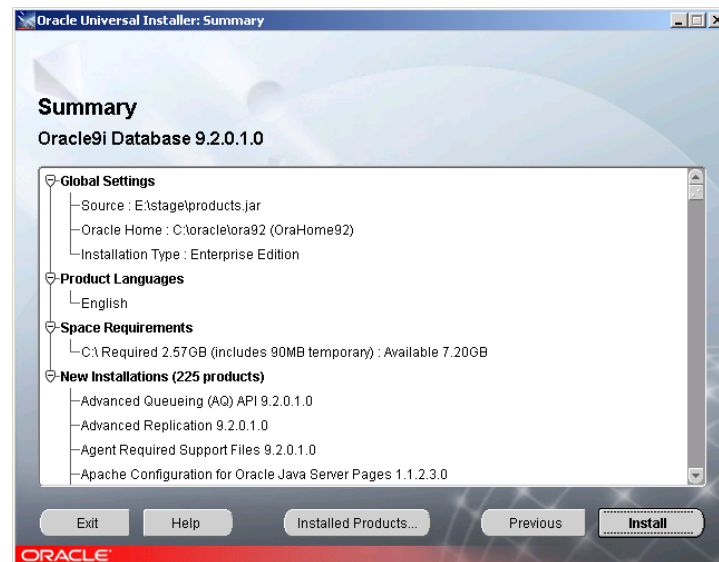 Oracle Universal Installer: Summary
Summary
Oracle9i Database 9.2.0.1.0
Global Settings
Source : E:\stage\products.jar
Oracle Home : C:\oracle\ora92 (OraHome92)
Installation Type : Enterprise Edition
Product Languages
English
Space Requirements
C:\ Required 2.57GB (includes 90MB temporary) : Available 7.20GB
New Installations (225 products)
Advanced Queueing (AQ) API 9.2.0.1.0
Advanced Replication 9.2.0.1.0
Agent Required Support Files 9.2.0.1.0
Apache Configuration for Oracle Java Server Pages 1.1.2.3.0
Exit Help Installed Products... Previous Install
ORACLE